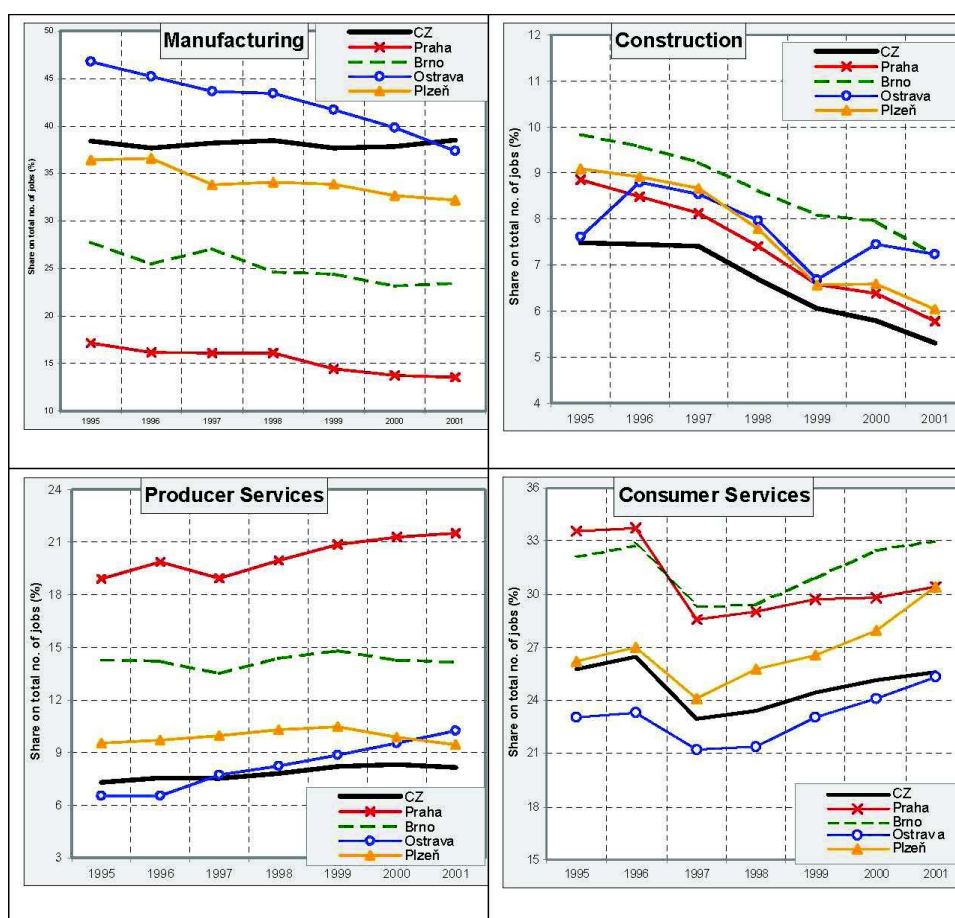 Manufacturing
CZ
Praha
Brno
Ostrava
Plzeň
Share on total no. of jobs (%)
50
45
40
35
30
25
20
15
10
1995 1996 1997 1998 1999 2000 2001
Construction
CZ
Praha
Brno
Ostrava
Plzeň
Share on total no. of jobs (%)
12
11
10
9
8
7
6
5
4
1995 1996 1997 1998 1999 2000 2001
Producer Services
Share on total no. of jobs (%)
24
21
18
15
12
9
6
3
CZ
Praha
Brno
Ostrava
Plzeň
1995 1996 1997 1998 1999 2000 2001
Consumer Services
Share on total no. of jobs (%)
36
33
30
27
24
21
18
15
CZ
Praha
Brno
Ostrava
Plzeň
1995 1996 1997 1998 1999 2000 2001